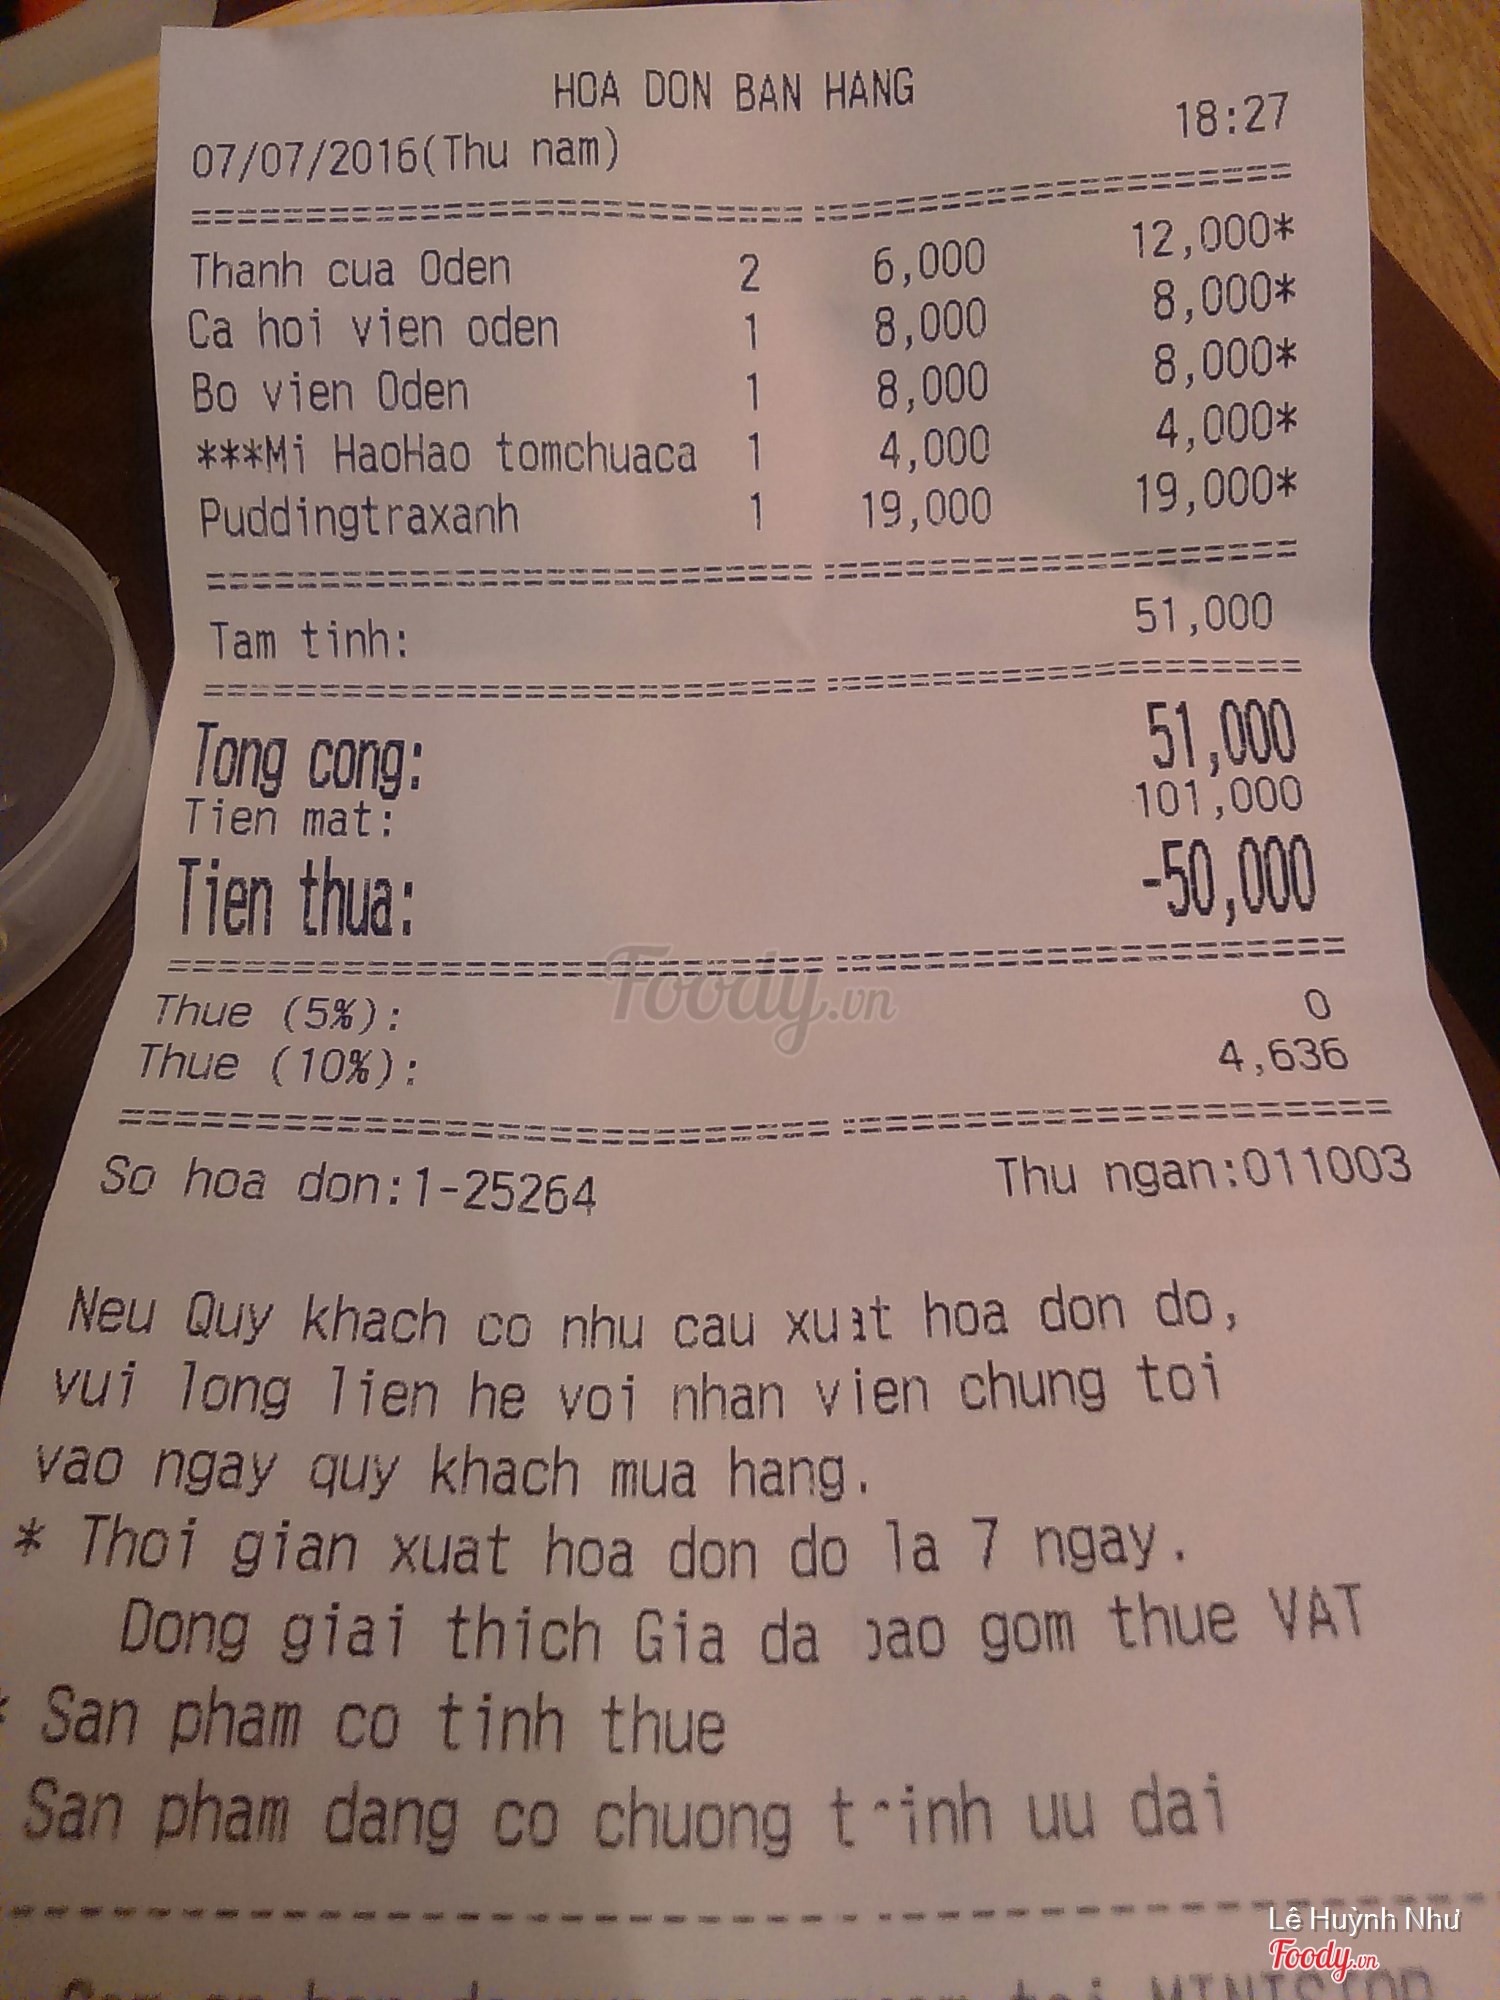 HOA DON BAN HANG
07/07/2016(Thu nam) 18:27
Thanh cua Oden 2 6,000 12,000*
Ca hoi vien oden 1 8,000 8,000*
Bo vien Oden 1 8,000 8,000*
***Mi HaoHao tomchuaca 1 4,000 4,000*
Puddingtraxanh 1 19,000 19,000*
Tam tinh: 51,000
Tong cong: 51,000
Tien mat: 101,000
Tien thua: -50,000
Foody.vn
Thue (5%): 0
Thue (10%): 4,636
So hoa don:1-25264 Thu ngan:011003
Neu Quy khach co nhu cau xuat hoa don do,
vui long lien he voi nhan vien chung toi
vao ngay quy khach mua hang.
* Thoi gian xuat hoa don do la 7 ngay.
Dong giai thich Gia da bao gom thue VAT
* San pham co tinh thue
San pham dang co chuong trinh uu dai
Lê Huỳnh Như
Foody.vn
MINISTOP